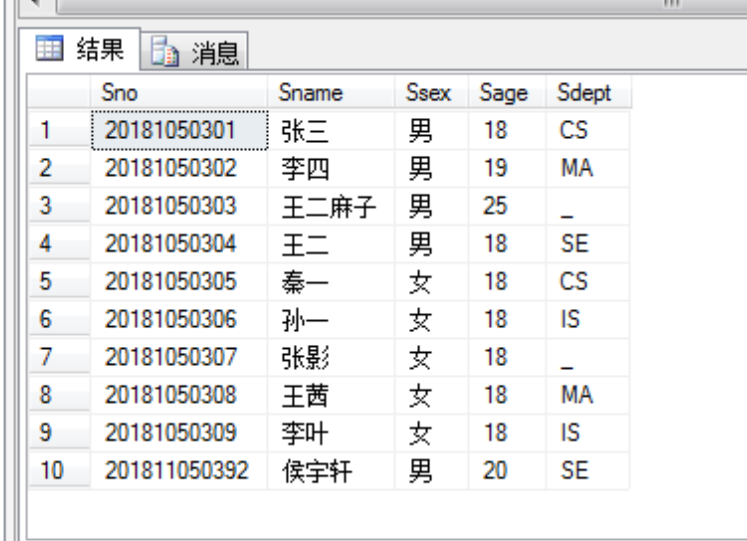 结果 消息
Sno Sname Ssex Sage Sdept
1 20181050301 张三 男 18 CS
2 20181050302 李四 男 19 MA
3 20181050303 王二麻子 男 25 _
4 20181050304 王二 男 18 SE
5 20181050305 秦一 女 18 CS
6 20181050306 孙一 女 18 IS
7 20181050307 张影 女 18 _
8 20181050308 王茜 女 18 MA
9 20181050309 李叶 女 18 IS
10 201811050392 侯宇轩 男 20 SE